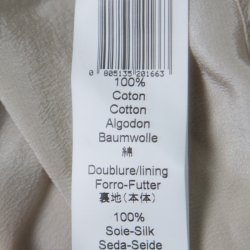 0 805135 201663
100%
Coton
Cotton
Algodon
Baumwolle
綿
Doublure/lining
Forro-Futter
裏地(本体)
100%
Soie-Silk
Seda-Seide